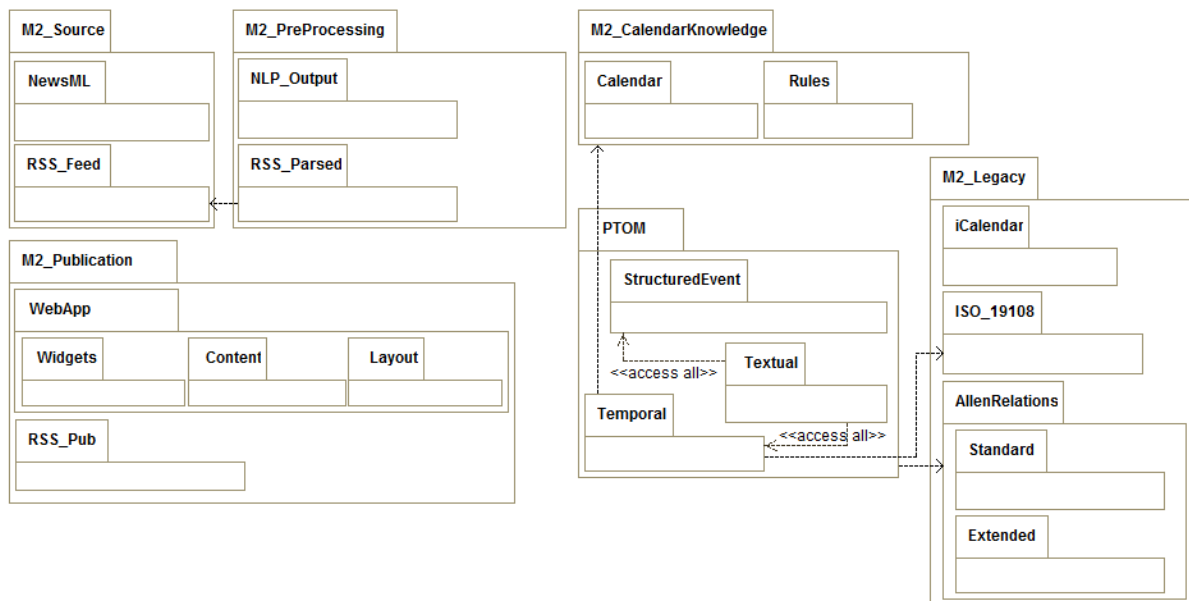 M2_Source
NewsML
RSS_Feed
M2_PreProcessing
NLP_Output
RSS_Parsed
M2_Publication
WebApp
Widgets
Content
Layout
RSS_Pub
M2_CalendarKnowledge
Calendar
Rules
PTOM
StructuredEvent
<<access all>>
Textual
Temporal
<<access all>>
M2_Legacy
iCalendar
ISO_19108
AllenRelations
Standard
Extended